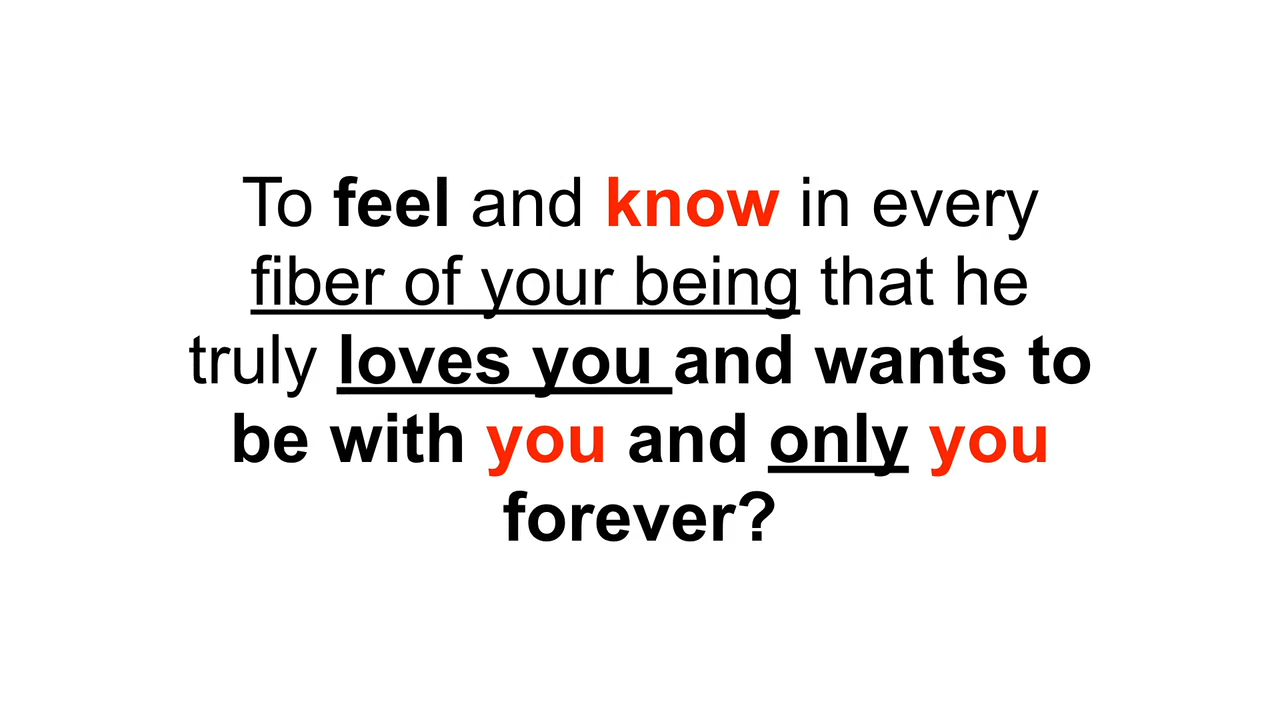 To feel and know in every
fiber of your being that he
truly loves you and wants to
be with you and only you
forever?